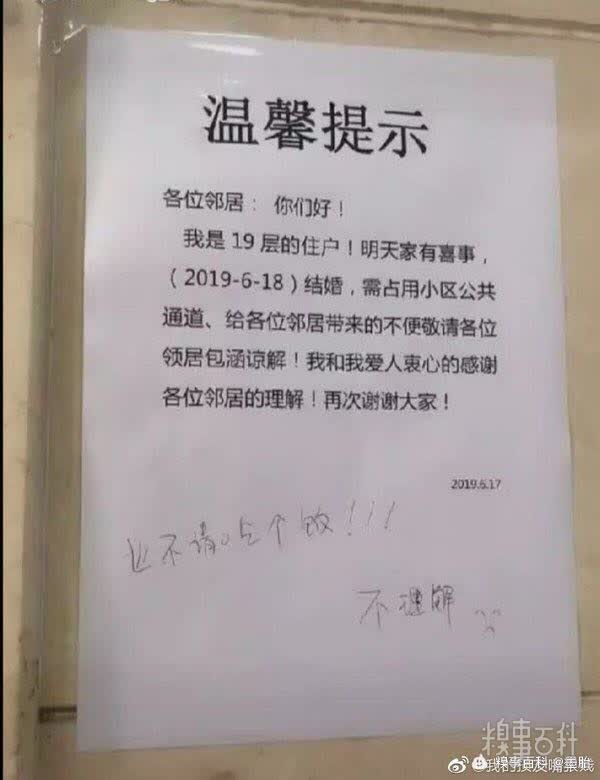 温馨提示
各位邻居： 你们好！
我是 19 层的住户！明天家有喜事，
（2019-6-18）结婚，需占用小区公共
通道、给各位邻居带来的不便敬请各位
领居包涵谅解！我和我爱人衷心的感谢
各位邻居的理解！再次谢谢大家！
2019.6.17
也不请吃个饭！！！
不理解
糗事百科